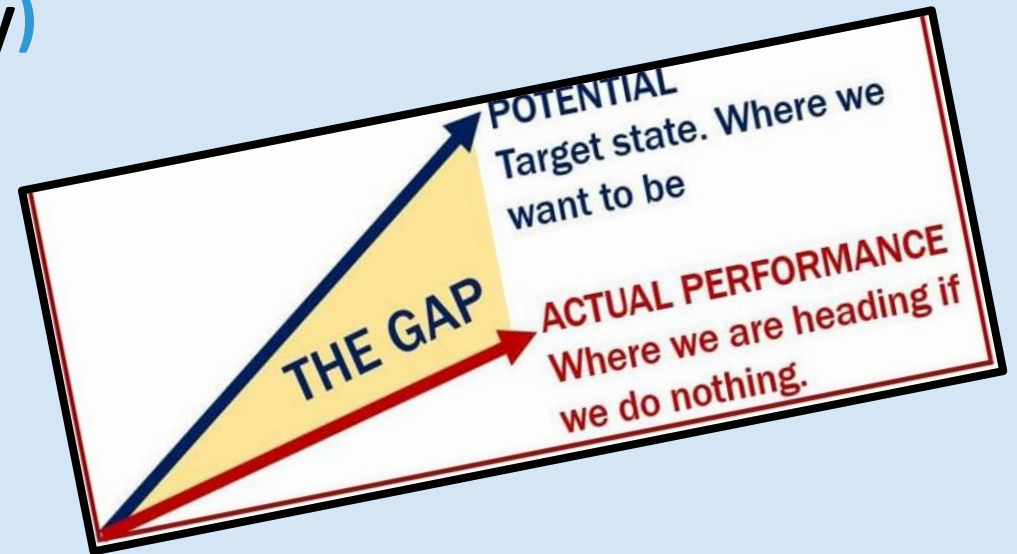 y)
POTENTIAL
Target state. Where we
want to be
THE GAP
ACTUAL PERFORMANCE
Where we are heading if
we do nothing.